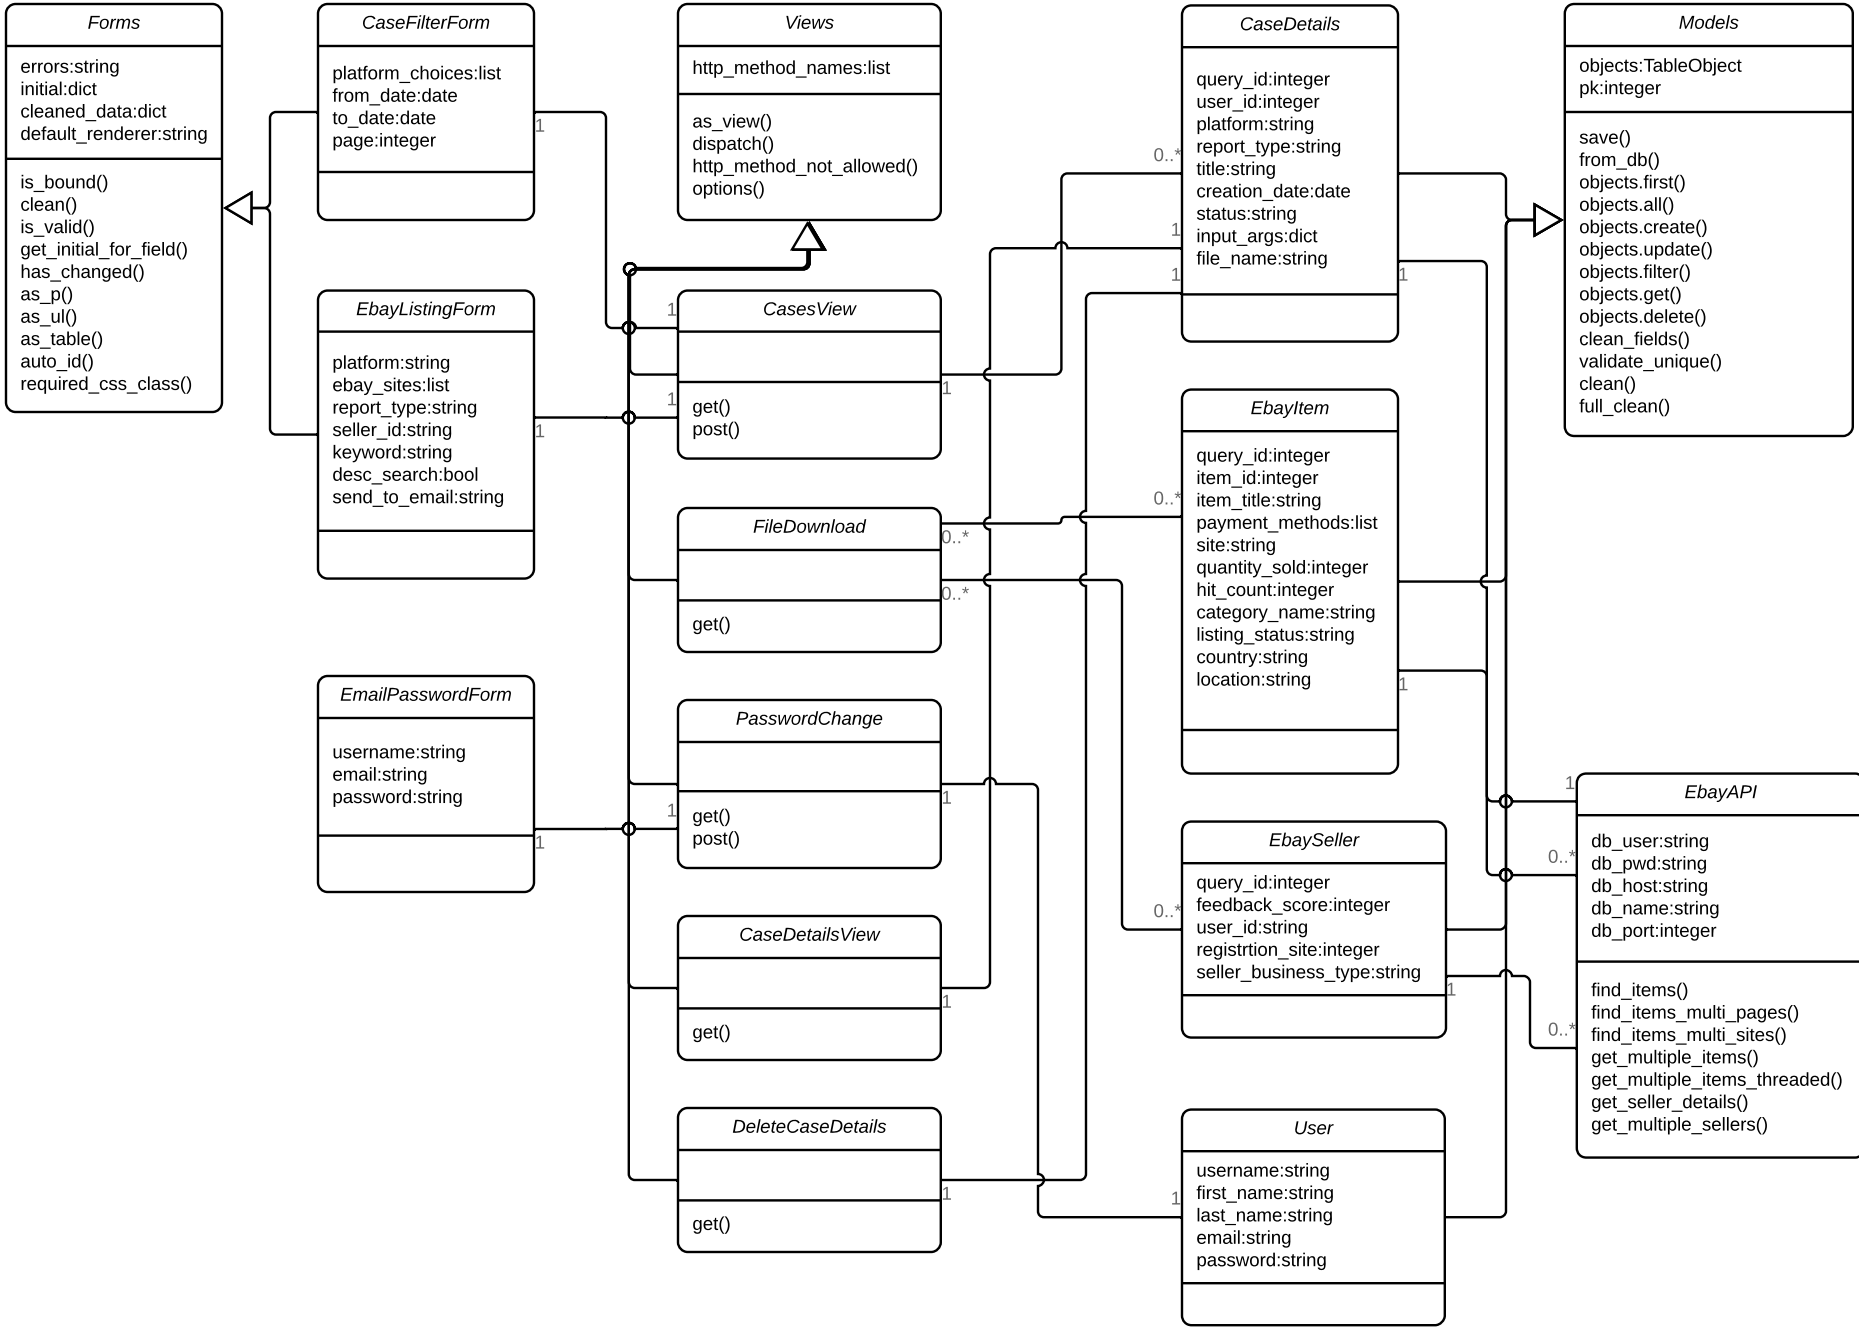 Forms
errors:string
initial:dict
cleaned_data:dict
default_renderer:string
is_bound()
clean()
is_valid()
get_initial_for_field()
has_changed()
as_p()
as_ul()
as_table()
auto_id()
required_css_class()
CaseFilterForm
platform_choices:list
from_date:date
to_date:date
page:integer
1
EbayListingForm
platform:string
ebay_sites:list
report_type:string
seller_id:string
keyword:string
desc_search:bool
send_to_email:string
1
EmailPasswordForm
username:string
email:string
password:string
1
Views
http_method_names:list
as_view()
dispatch()
http_method_not_allowed()
options()
1
CasesView
1
1
get()
post()
FileDownload
0..*
0..*
get()
PasswordChange
1
1
get()
post()
CaseDetailsView
1
get()
DeleteCaseDetails
1
get()
CaseDetails
query_id:integer
user_id:integer
platform:string
report_type:string
title:string
creation_date:date
status:string
input_args:dict
file_name:string
0..*
1
1
1
EbayItem
query_id:integer
item_id:integer
item_title:string
payment_methods:list
site:string
quantity_sold:integer
hit_count:integer
category_name:string
listing_status:string
country:string
location:string
0..*
1
EbaySeller
query_id:integer
feedback_score:integer
user_id:string
registrtion_site:integer
seller_business_type:string
0..*
1
User
username:string
first_name:string
last_name:string
email:string
password:string
1
Models
objects:TableObject
pk:integer
save()
from_db()
objects.first()
objects.all()
objects.create()
objects.update()
objects.filter()
objects.get()
objects.delete()
clean_fields()
validate_unique()
clean()
full_clean()
1
EbayAPI
db_user:string
0..*
db_pwd:string
db_host:string
db_name:string
db_port:integer
find_items()
find_items_multi_pages()
0..*
find_items_multi_sites()
get_multiple_items()
get_multiple_items_threaded()
get_seller_details()
get_multiple_sellers()